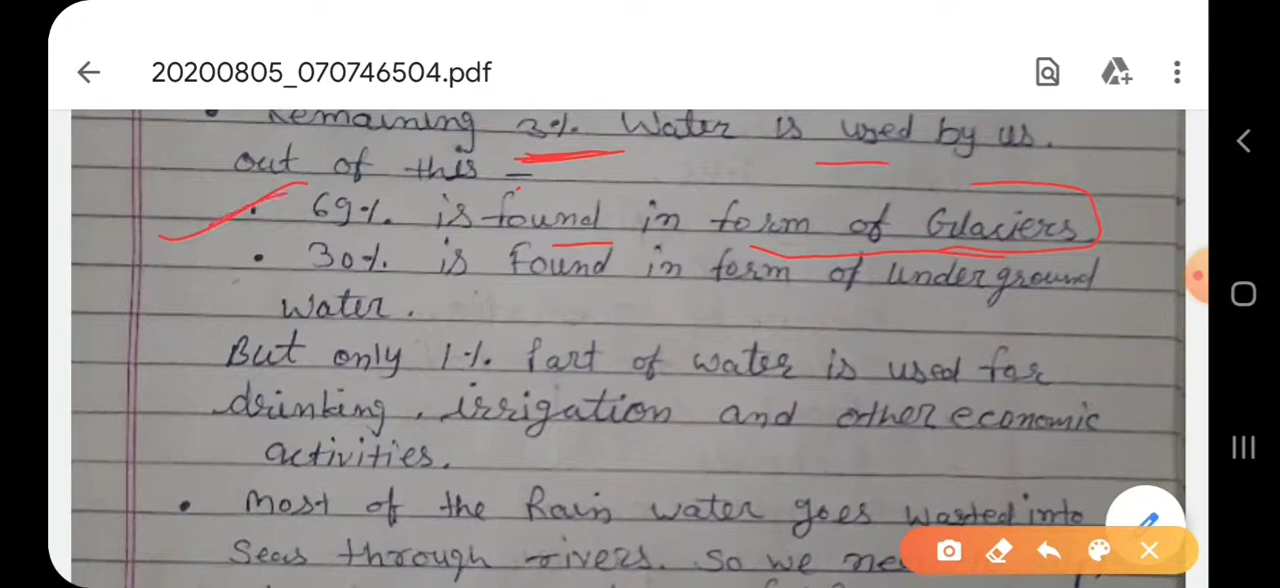 20200805_070746504.pdf
Remaining 3% Water is used by us.
out of this -
69% is found in form of Glaciers
30% is found in form of underground
Water.
But only 1% Part of water is used for
drinking, irrigation and other economic
activities.
Most of the Rain water goes wasted into
Seas through rivers. So we